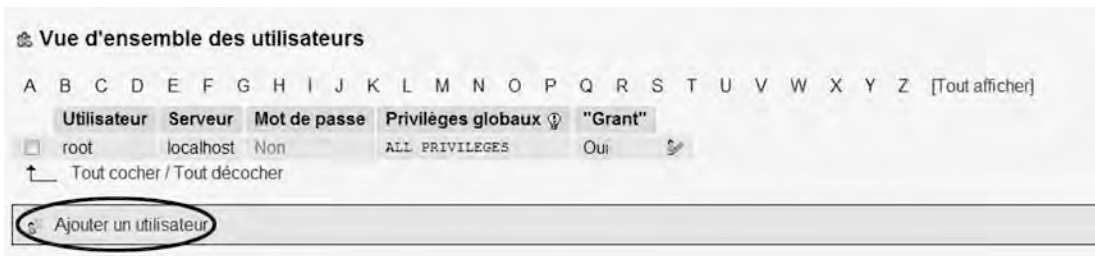 Vue d'ensemble des utilisateurs
A B C D E F G H I J K L M N O P Q R S T U V W X Y Z [Tout afficher]
Utilisateur Serveur Mot de passe Privilèges globaux "Grant"
root localhost Non ALL PRIVILEGES Oui
Tout cocher / Tout décocher
Ajouter un utilisateur